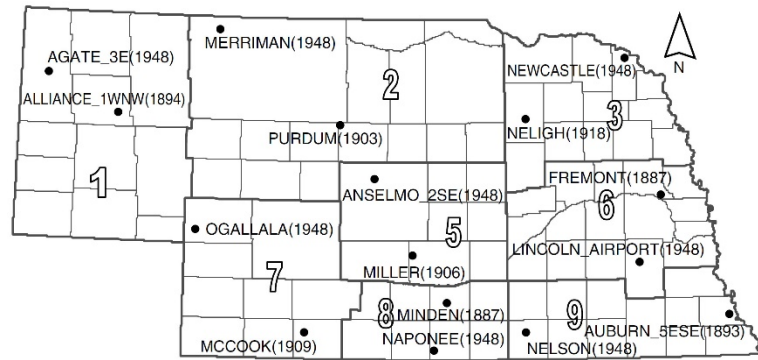 MERRIMAN(1948)
AGATE_3E(1948)
NEWCASTLE(1948)
N
2
ALLIANCE_1WNW(1894)
3
PURDUM(1903)
NELIGH(1918)
1
FREMONT(1887)
ANSELMO_2SE(1948)
6
OGALLALA(1948)
5
LINCOLN_AIRPORT(1948)
7
MILLER(1906)
8
MINDEN(1887)
9
AUBURN_5ESE(1893)
MCCOOK(1909)
NAPONEE(1948)
NELSON(1948)